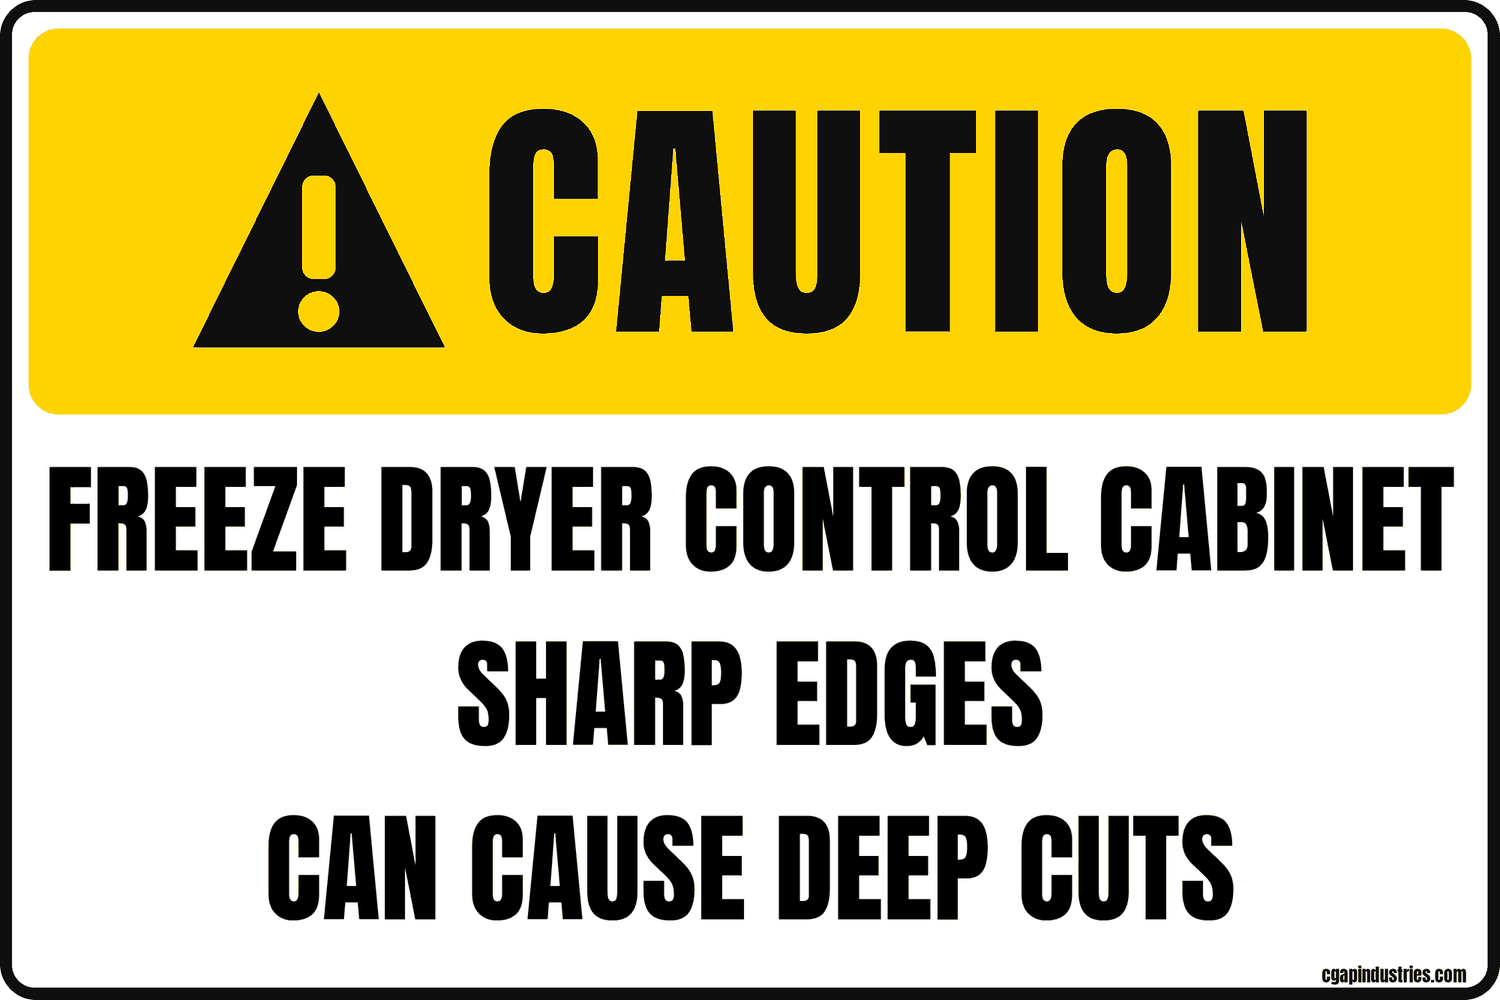 CAUTION
FREEZE DRYER CONTROL CABINET
SHARP EDGES
CAN CAUSE DEEP CUTS
cgapindustries.com